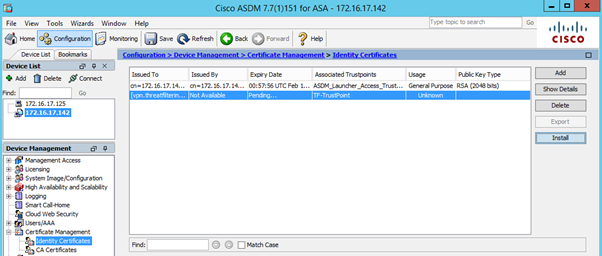 Cisco ASDM 7.7(1)151 for ASA - 172.16.17.142
File View Tools Wizards Window Help
Type topic to search Go
Home Configuration Monitoring Save Refresh Back Forward Help
CISCO
Device List Bookmarks
Device List
Add Delete Connect
Find: Go
172.16.17.125
172.16.17.142
Device Management
Management Access
Licensing
System Image/Configuration
High Availability and Scalability
Logging
Smart Call-Home
Cloud Web Security
Users/AAA
Certificate Management
Identity Certificates
CA Certificates
Configuration > Device Management > Certificate Management > Identity Certificates
Issued To Issued By Expiry Date Associated Trustpoints Usage Public Key Type
cn=172.16.17.14... cn=172.16.17.14... 00:57:56 UTC Feb 1... ASDM_Launcher_Access_Trust... General Purpose RSA (2048 bits)
[vpn.threatfilterin... Not Available Pending... TF-TrustPoint Unknown
Add
Show Details
Delete
Export
Install
Find: Match Case